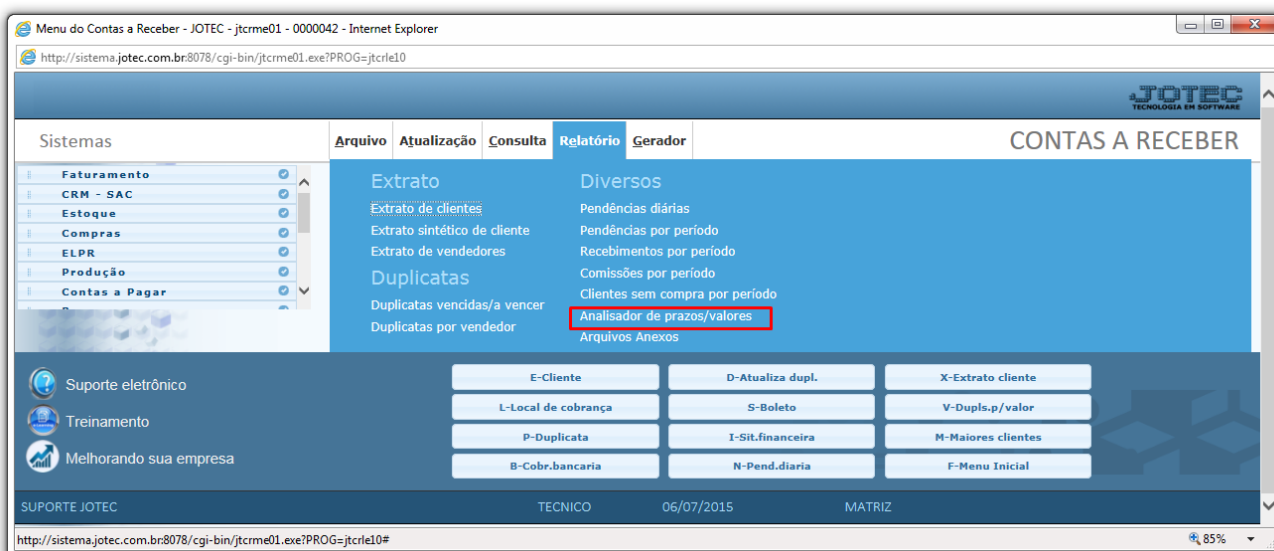 Menu do Contas a Receber - JOTEC - jtcrme01 - 0000042 - Internet Explorer
http://sistema.jotec.com.br:8078/cgi-bin/jtcrme01.exe?PROG=jtcrle10
JOTEC
TECNOLOGIA EM SOFTWARE
Sistemas
Arquivo Atualização Consulta Relatório Gerador
CONTAS A RECEBER
Faturamento
CRM - SAC
Estoque
Compras
ELPR
Produção
Contas a Pagar
Extrato
Extrato de clientes
Extrato sintético de cliente
Extrato de vendedores
Duplicatas
Duplicatas vencidas/a vencer
Duplicatas por vendedor
Diversos
Pendências diárias
Pendências por período
Recebimentos por período
Comissões por período
Clientes sem compra por período
Analisador de prazos/valores
Arquivos Anexos
Suporte eletrônico
Treinamento
Melhorando sua empresa
E-Cliente D-Atualiza dupl. X-Extrato cliente
L-Local de cobrança S-Boleto V-Dupls.p/valor
P-Duplicata I-Sit.financeira M-Maiores clientes
B-Cobr.bancaria N-Pend.diaria F-Menu Inicial
SUPORTE JOTEC TECNICO 06/07/2015 MATRIZ
http://sistema.jotec.com.br:8078/cgi-bin/jtcrme01.exe?PROG=jtcrle10# 85%